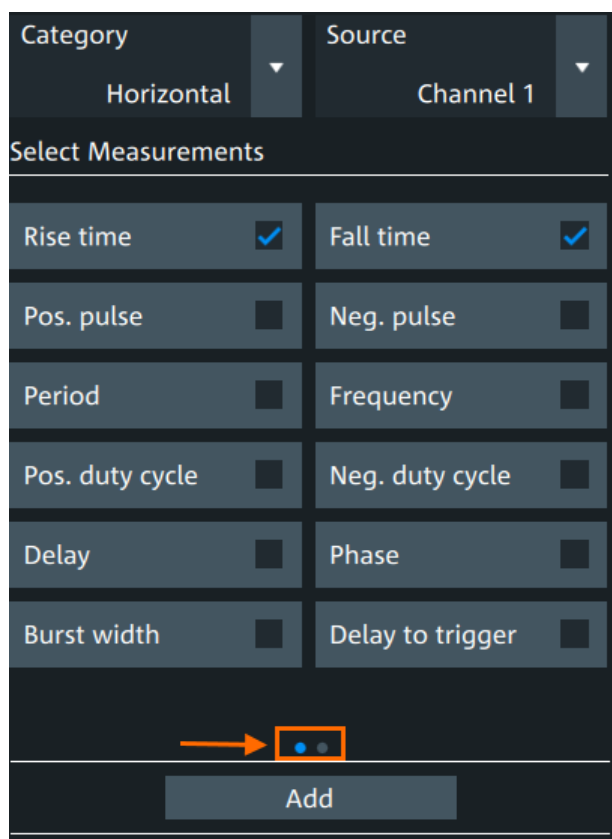 Category Source
Horizontal Channel 1
Select Measurements
Rise time Fall time
Pos. pulse Neg. pulse
Period Frequency
Pos. duty cycle Neg. duty cycle
Delay Phase
Burst width Delay to trigger
Add